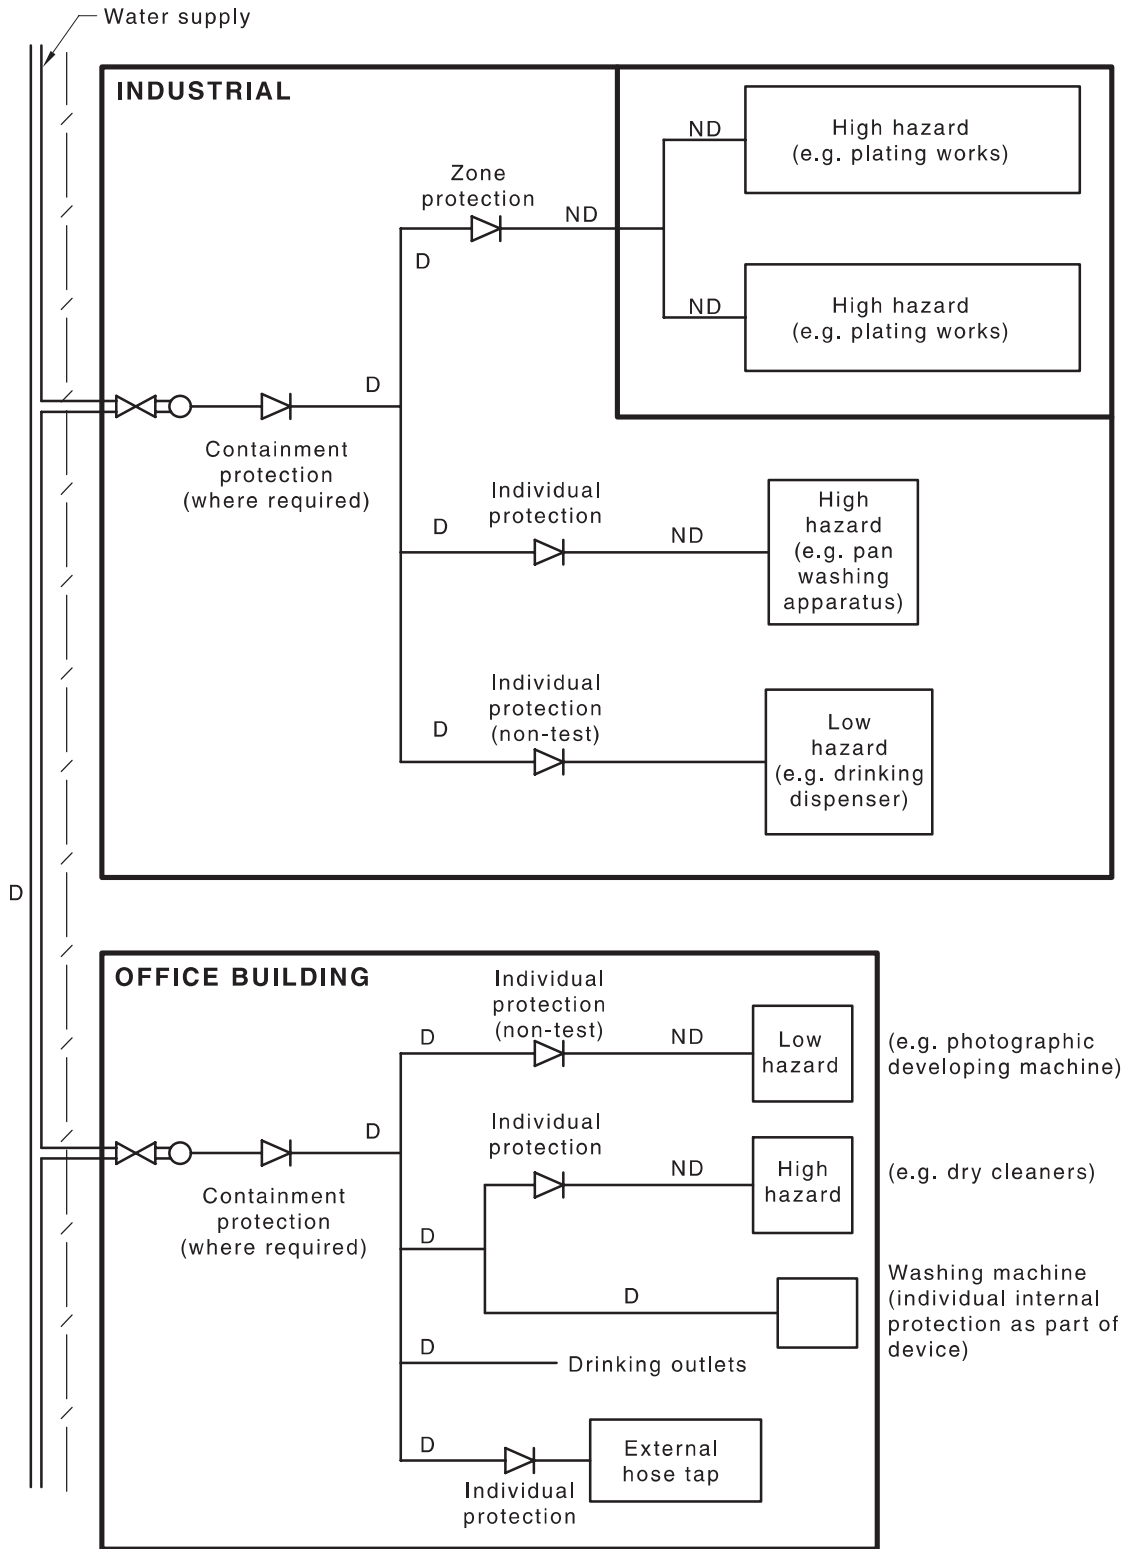 Water supply
INDUSTRIAL
High hazard
(e.g. plating works)
ND
Zone
protection
ND
D
High hazard
(e.g. plating works)
ND
D
Containment
protection
(where required)
Individual
protection
D
ND
High
hazard
(e.g. pan
washing
apparatus)
Individual
protection
(non-test)
D
Low
hazard
(e.g. drinking
dispenser)
D
OFFICE BUILDING
Individual
protection
(non-test)
D
ND
Low
hazard
(e.g. photographic
developing machine)
D
Containment
protection
(where required)
Individual
protection
ND
High
hazard
(e.g. dry cleaners)
D
D
Washing machine
(individual internal
protection as part of
device)
D
Drinking outlets
D
Individual
protection
External
hose tap